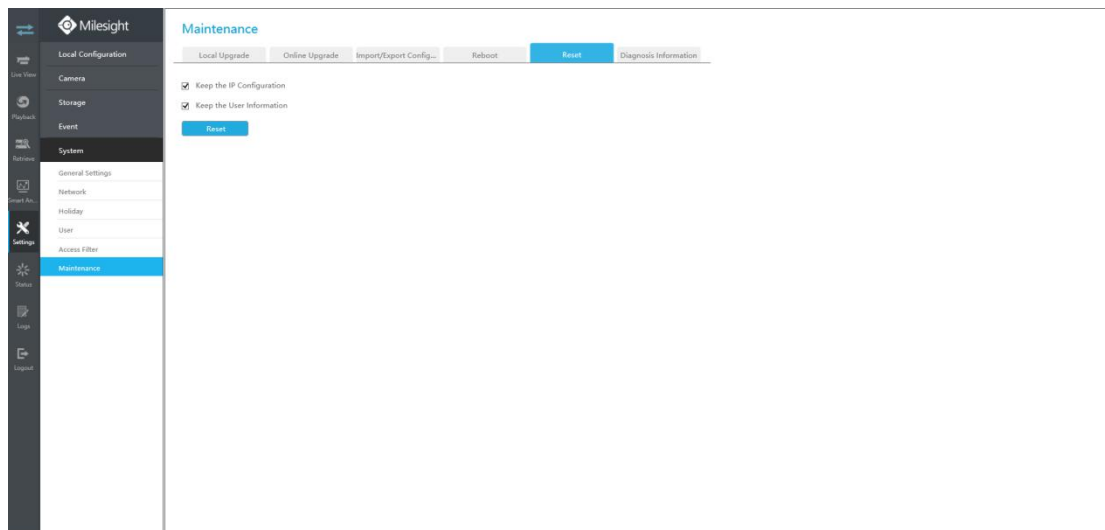 Milesight
Live View
Playback
Retrieve
Smart An...
Settings
Status
Logs
Logout
Local Configuration
Camera
Storage
Event
System
General Settings
Network
Holiday
User
Access Filter
Maintenance
Maintenance
Local Upgrade Online Upgrade Import/Export Config... Reboot Reset Diagnosis Information
Keep the IP Configuration
Keep the User Information
Reset